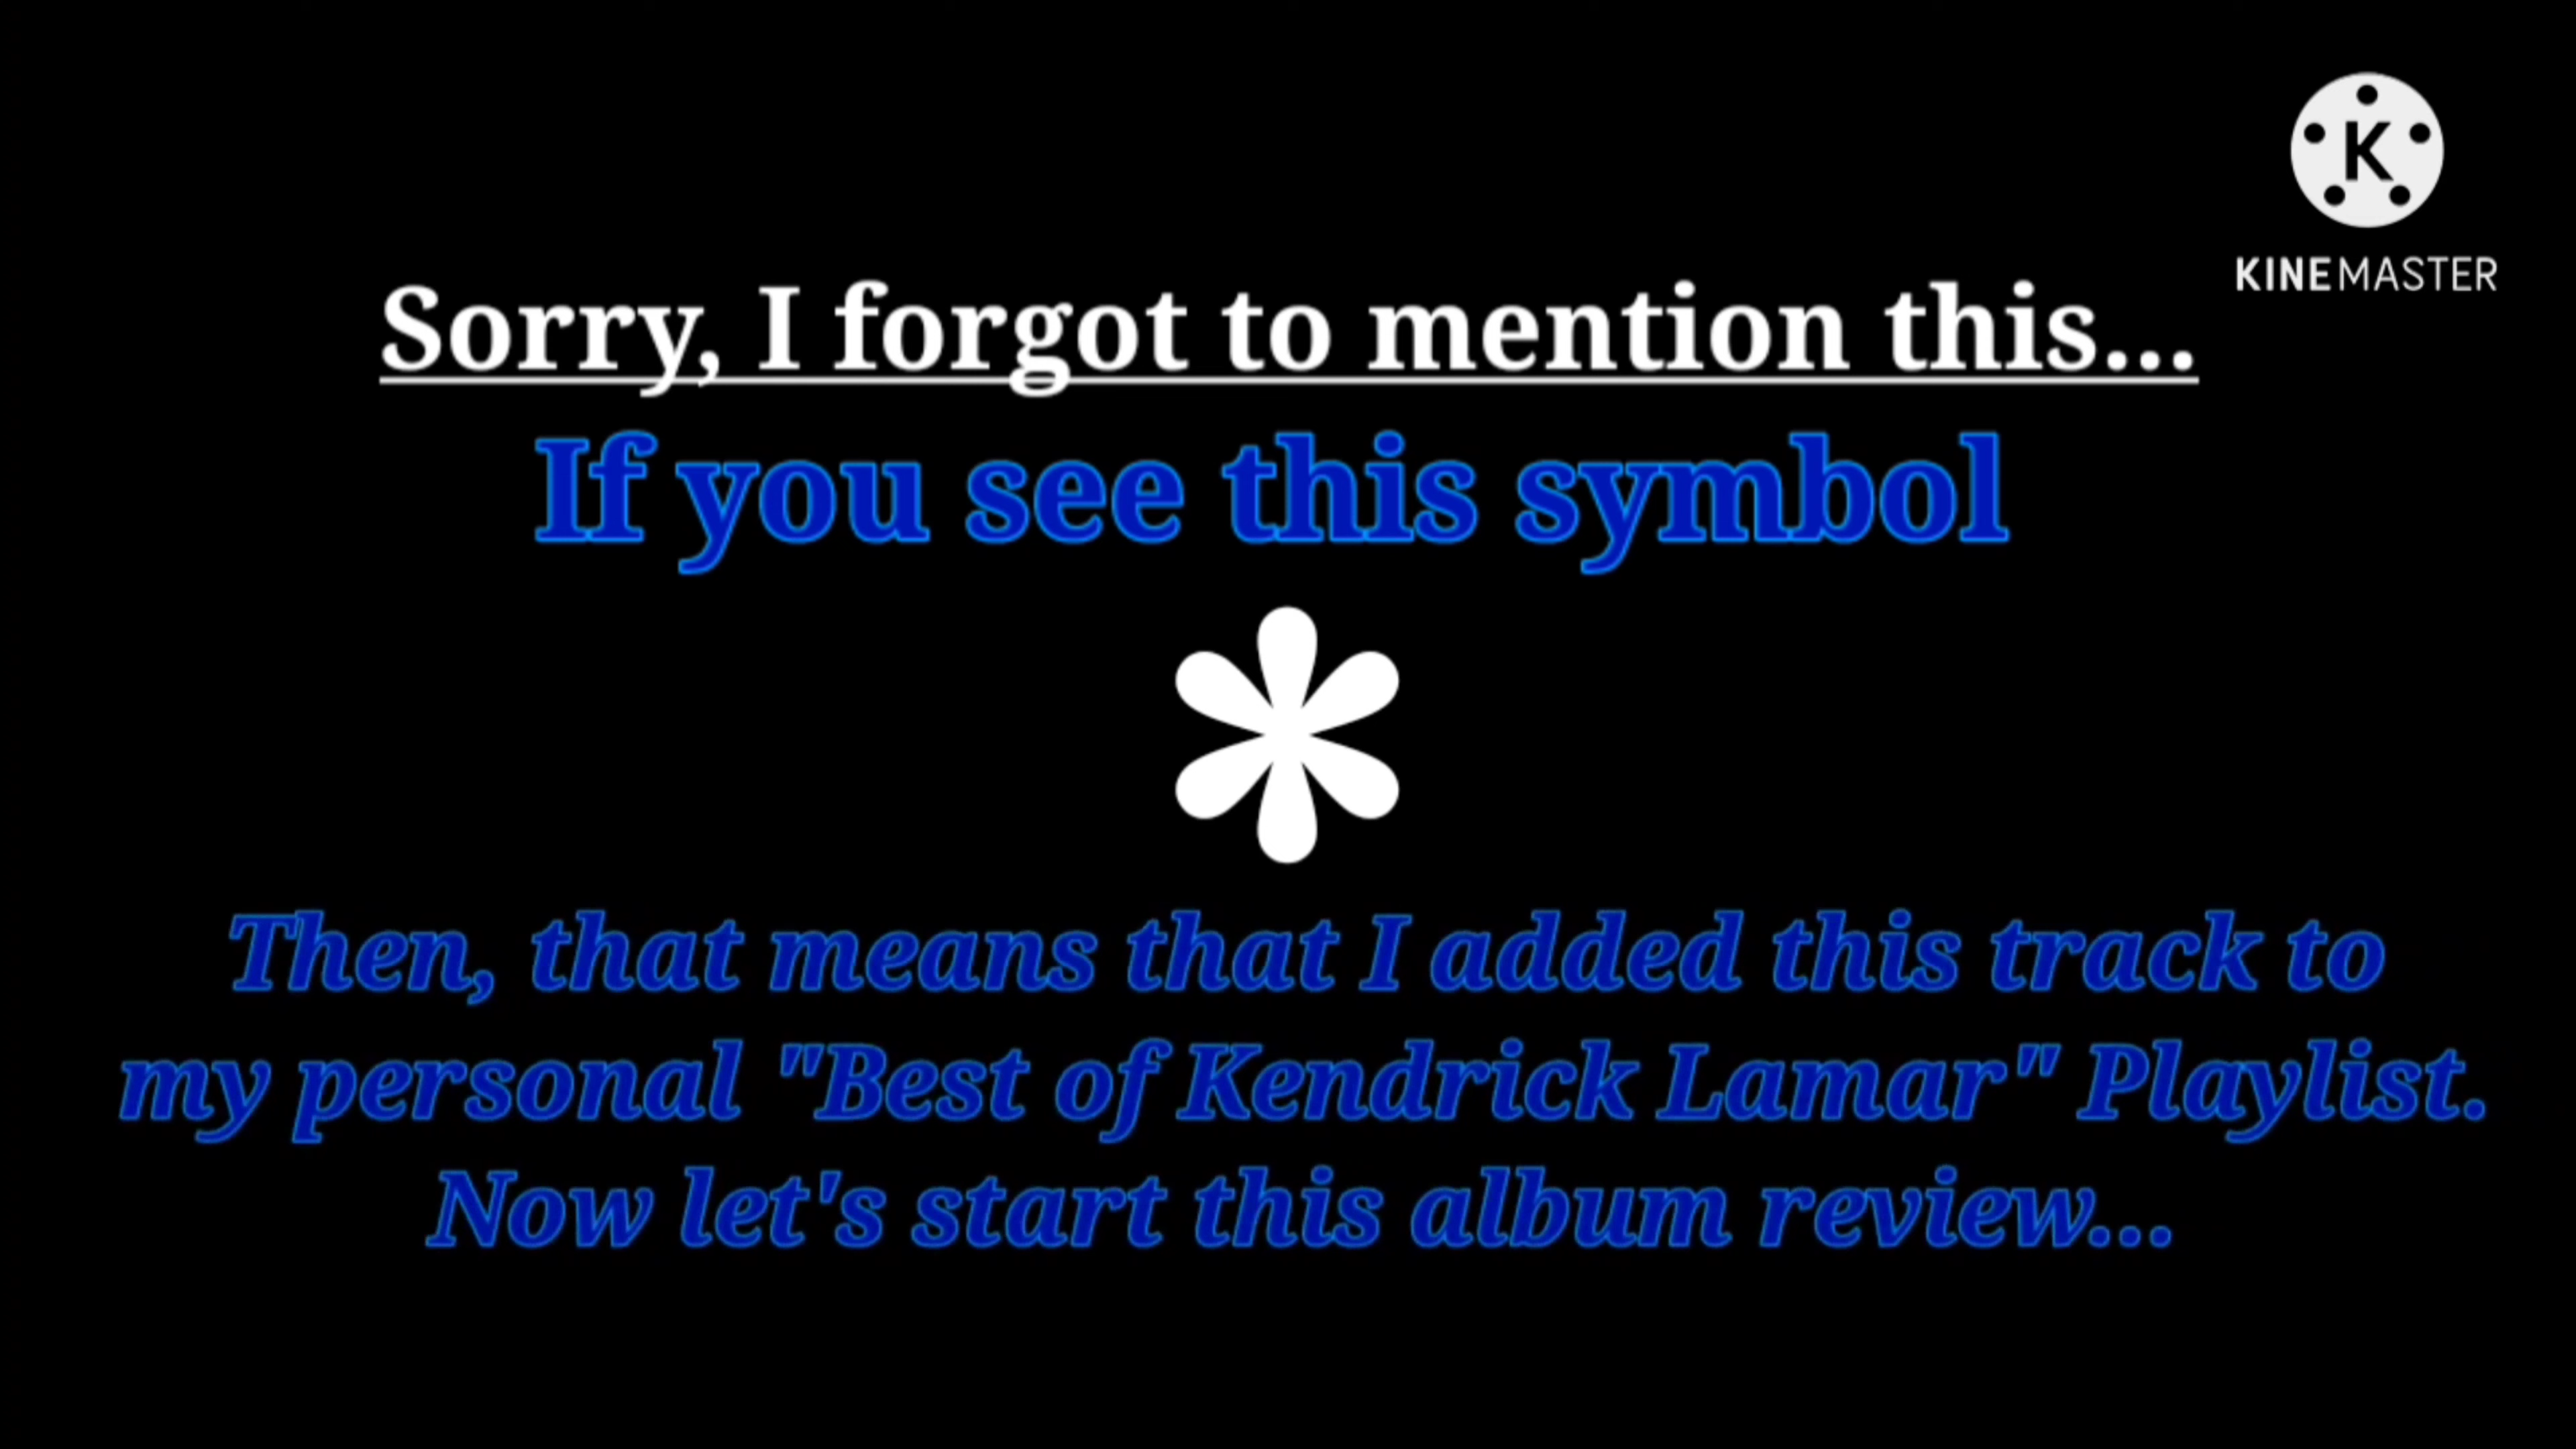 K
KINEMASTER
Sorry, I forgot to mention this...
If you see this symbol
*
Then, that means that I added this track to
my personal "Best of Kendrick Lamar" Playlist.
Now let's start this album review...